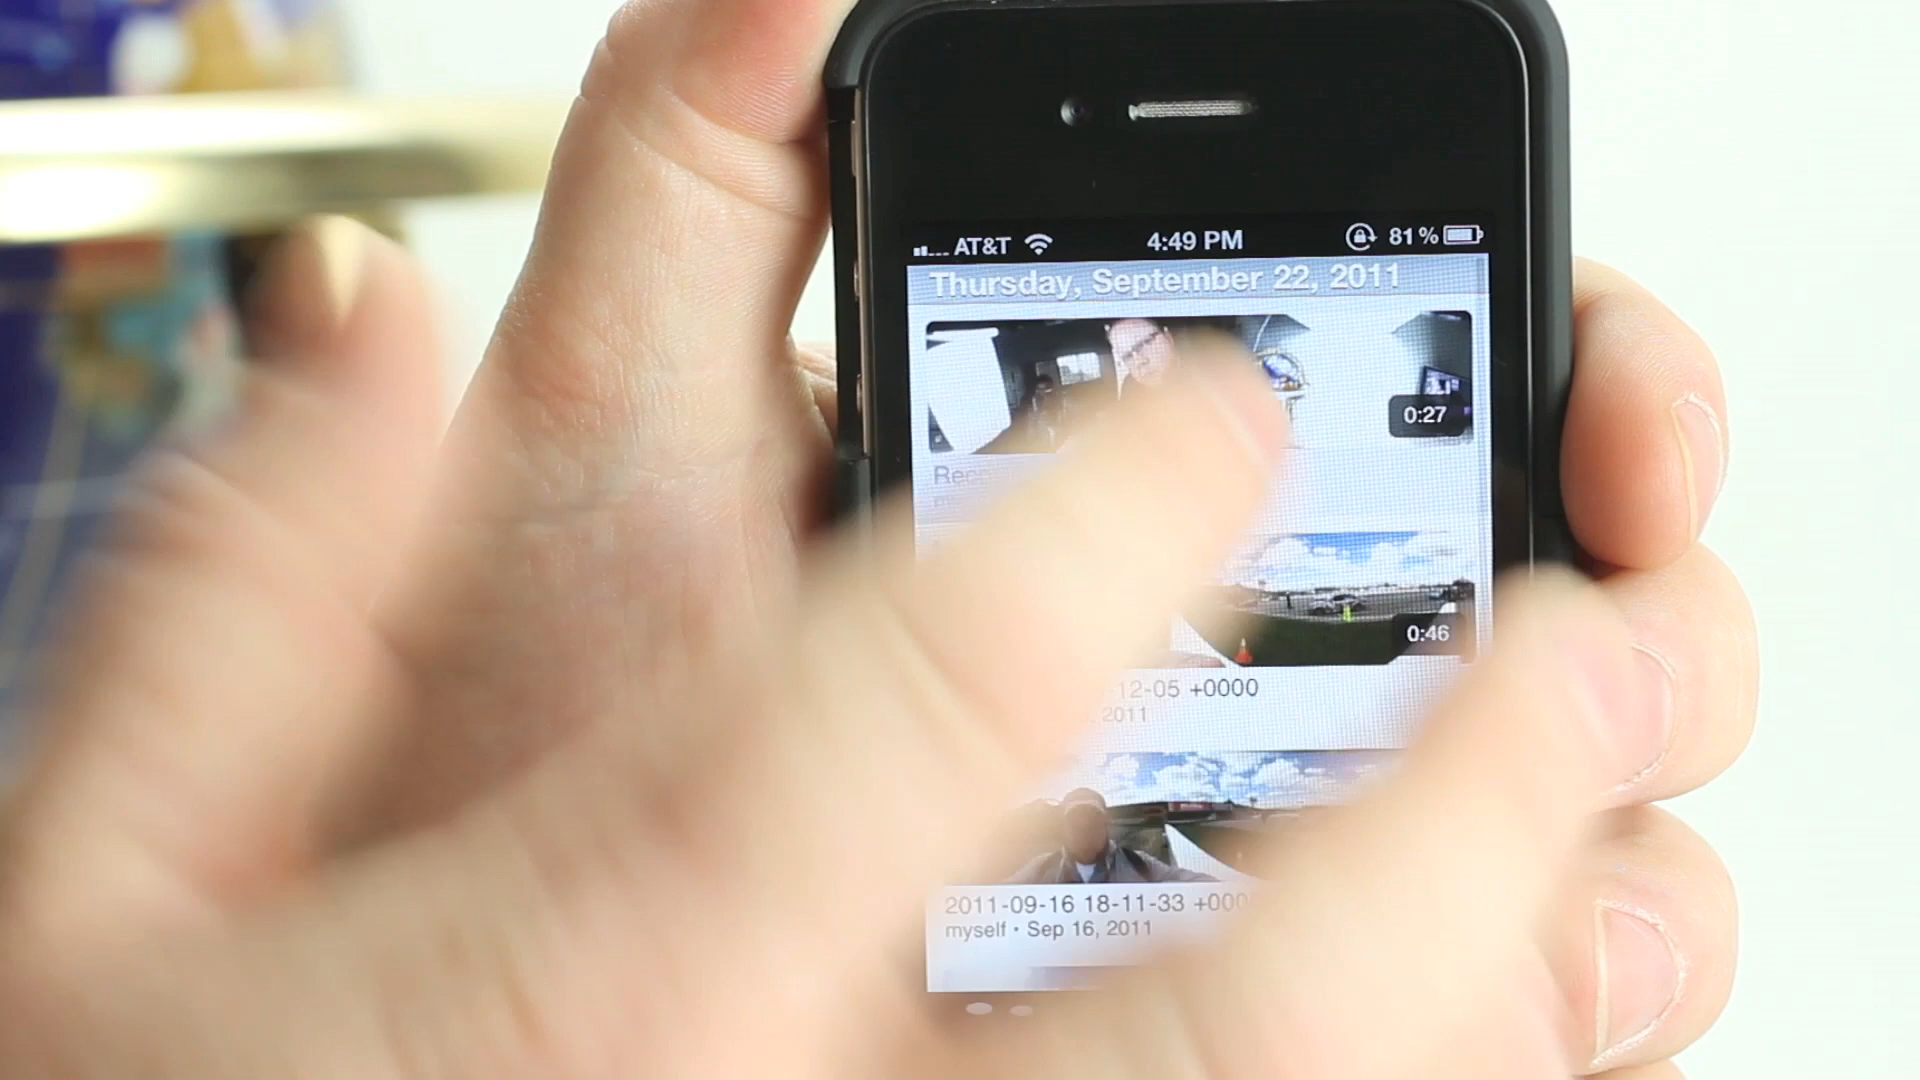 AT&T 4:49 PM 81%
Thursday, September 22, 2011
0:27
0:46
12-05 +0000
2011
2011-09-16 18-11-33
myself • Sep 16, 2011